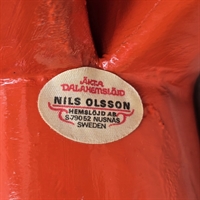 ÄKTA
DALAHEMSLÖJD
NILS OLSSON
HEMSLÖJD AB
S-79052 NUSNÄS
SWEDEN